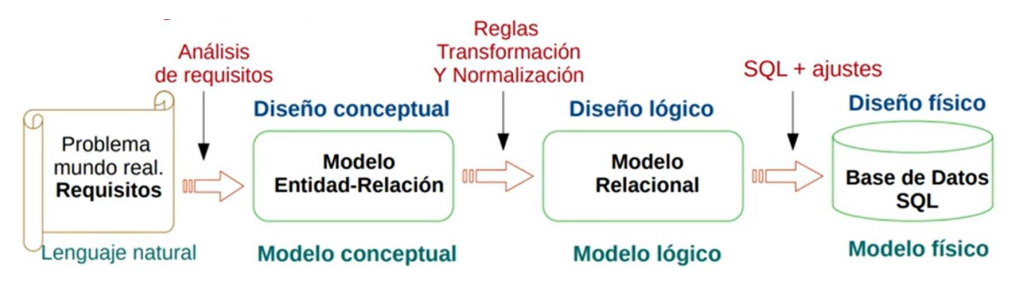 Análisis
de requisitos
Reglas
Transformación
Y Normalización
SQL + ajustes
Problema
mundo real.
Requisitos
Lenguaje natural
Diseño conceptual
Modelo
Entidad-Relación
Modelo conceptual
Diseño lógico
Modelo
Relacional
Modelo lógico
Diseño físico
Base de Datos
SQL
Modelo físico